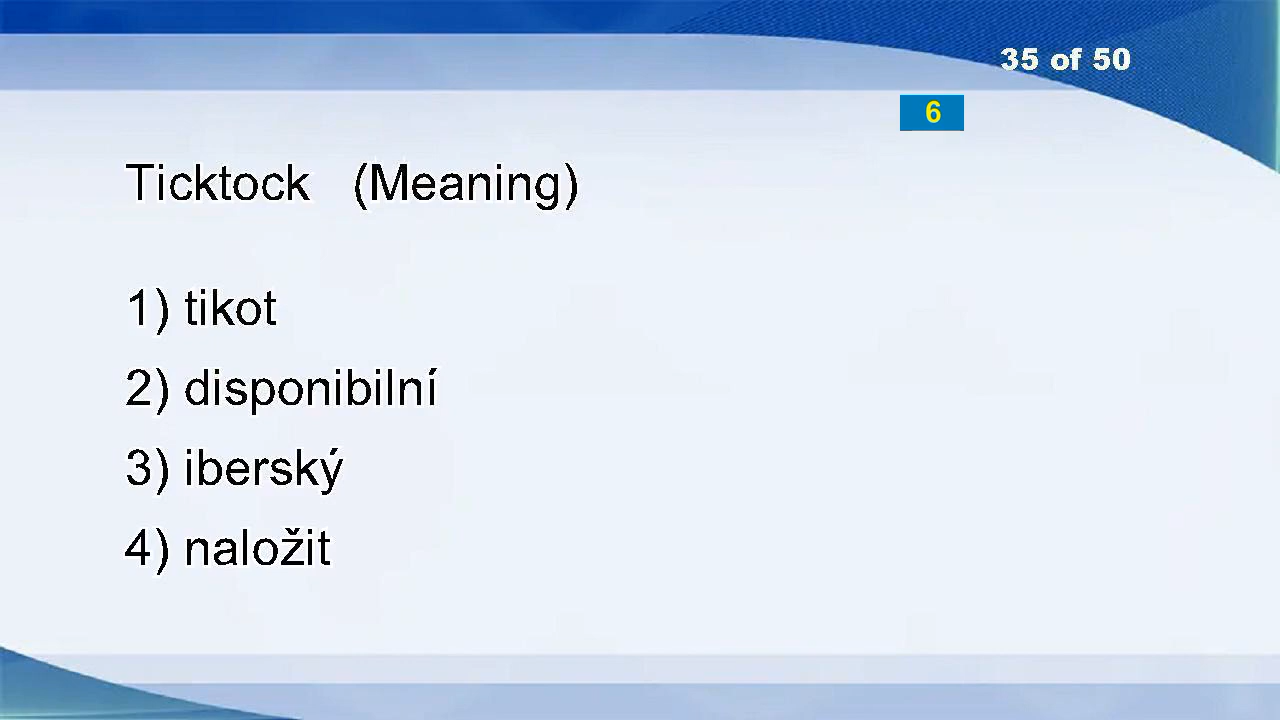 35 of 50
6
Ticktock (Meaning)
1) tikot
2) disponibilní
3) iberský
4) naložit